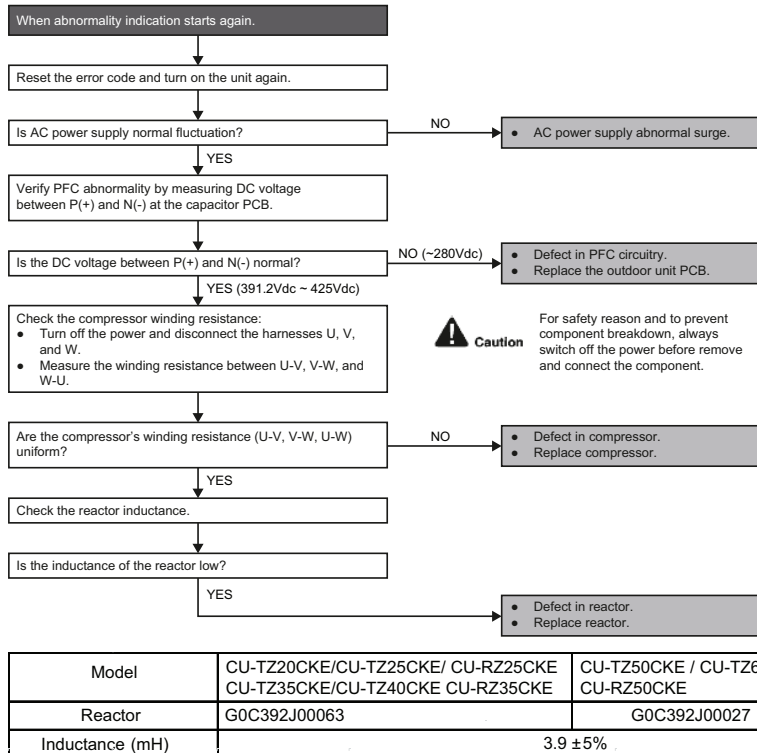 When abnormality indication starts again.
Reset the error code and turn on the unit again.
Is AC power supply normal fluctuation?
NO
● AC power supply abnormal surge.
YES
Verify PFC abnormality by measuring DC voltage
between P(+) and N(-) at the capacitor PCB.
Is the DC voltage between P(+) and N(-) normal?
NO (~280Vdc)
● Defect in PFC circuitry.
● Replace the outdoor unit PCB.
YES (391.2Vdc ~ 425Vdc)
Check the compressor winding resistance:
● Turn off the power and disconnect the harnesses U, V,
and W.
● Measure the winding resistance between U-V, V-W, and
W-U.
Caution
For safety reason and to prevent
component breakdown, always
switch off the power before remove
and connect the component.
Are the compressor's winding resistance (U-V, V-W, U-W)
uniform?
NO
● Defect in compressor.
● Replace compressor.
YES
Check the reactor inductance.
Is the inductance of the reactor low?
YES
● Defect in reactor.
● Replace reactor.
Model
CU-TZ20CKE/CU-TZ25CKE/ CU-RZ25CKE
CU-TZ35CKE/CU-TZ40CKE CU-RZ35CKE
CU-TZ50CKE / CU-TZ6
CU-RZ50CKE
Reactor
G0C392J00063
G0C392J00027
Inductance (mH)
3.9 ±5%